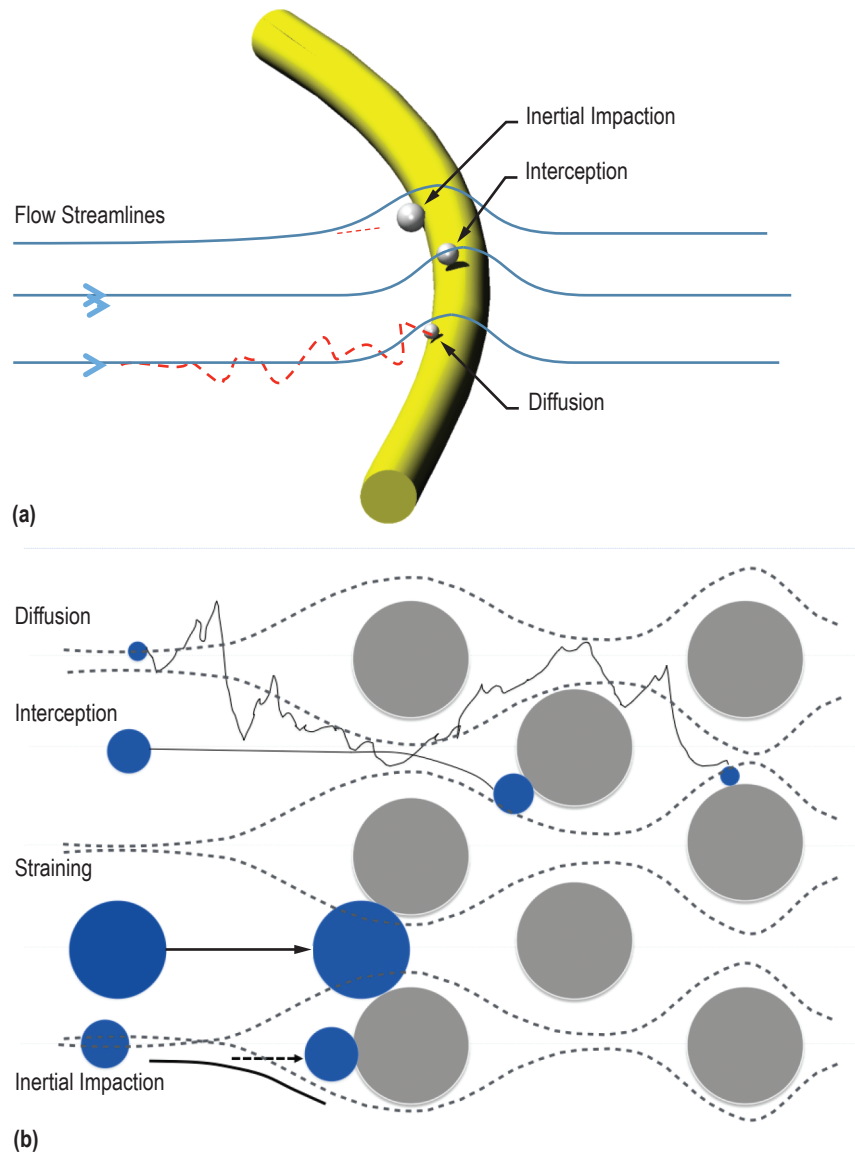 Inertial Impaction
Interception
Flow Streamlines
Diffusion
(a)
Diffusion
Interception
Straining
Inertial Impaction
(b)